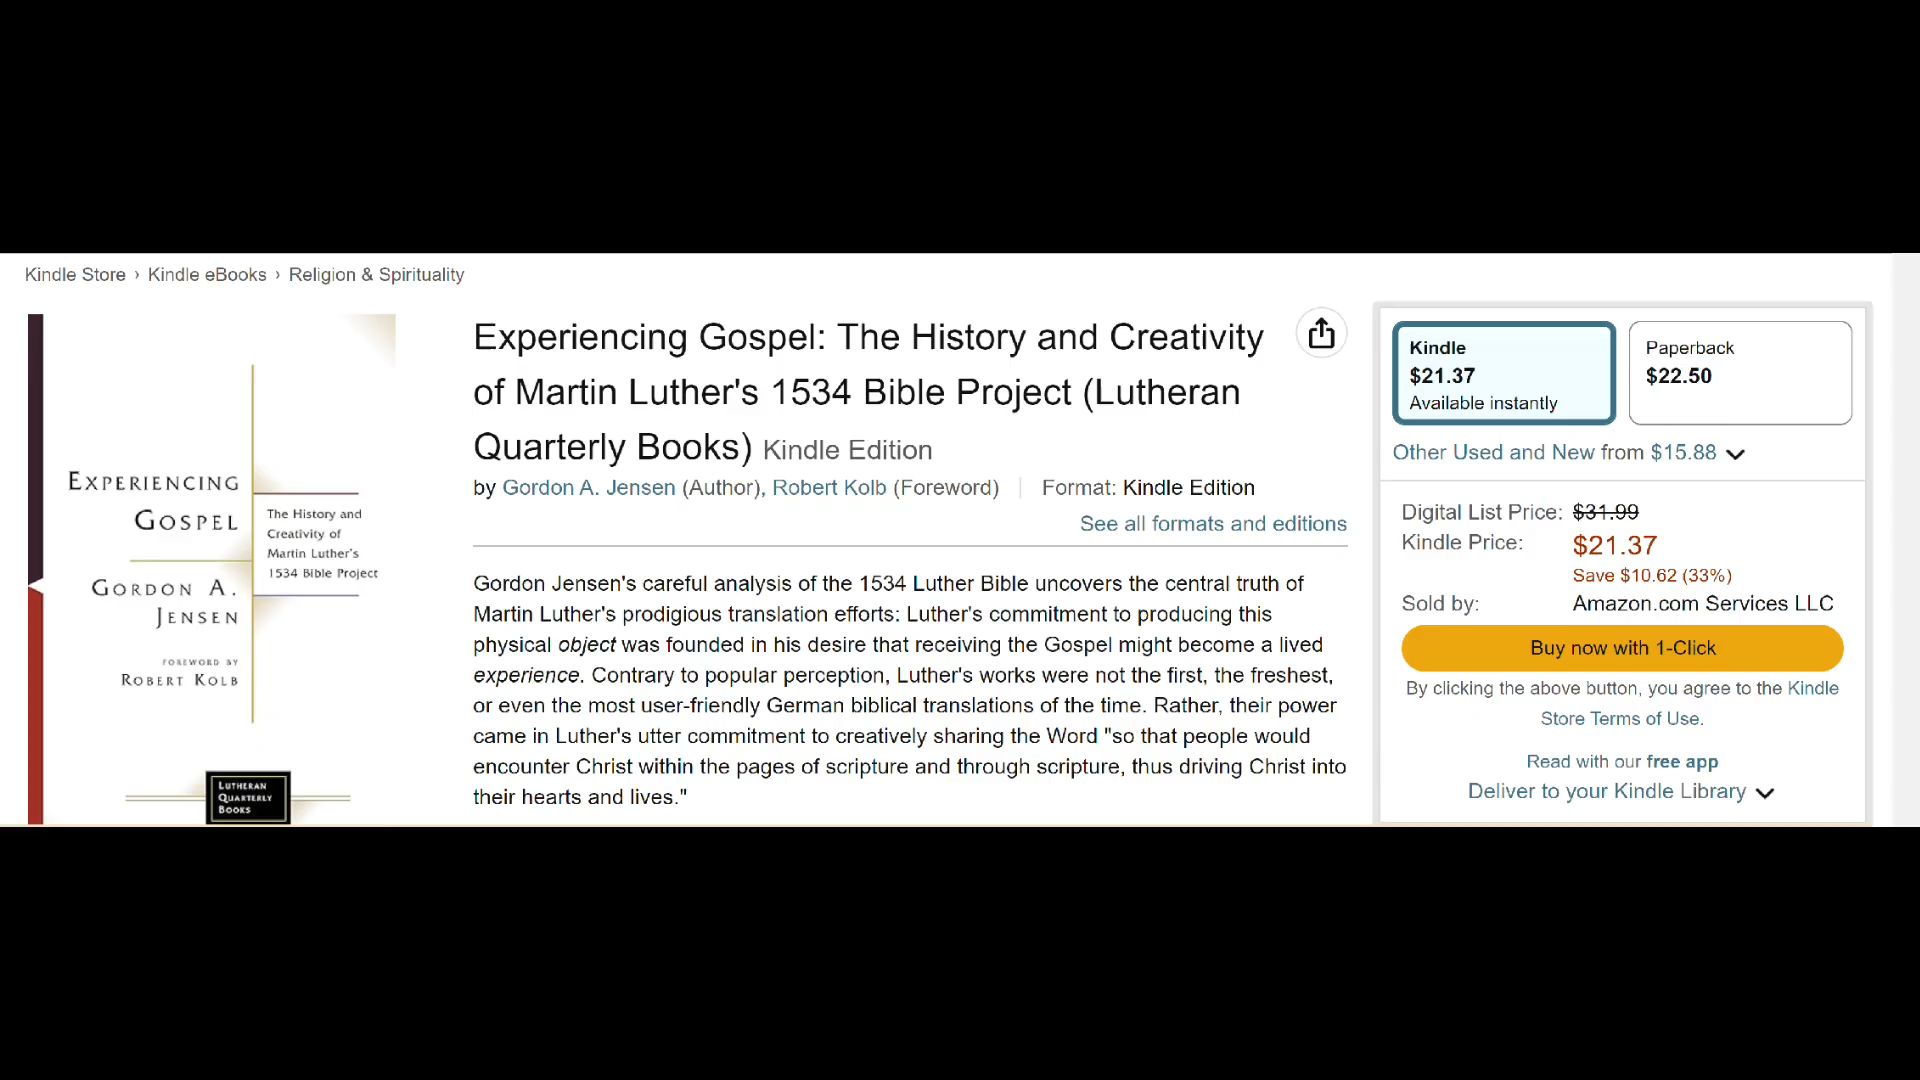 Kindle Store › Kindle eBooks › Religion & Spirituality
EXPERIENCING
GOSPEL
The History and
Creativity of
Martin Luther's
1534 Bible Project
GORDON A.
JENSEN
FOREWORD BY
ROBERT KOLB
LUTHERAN
QUARTERLY
BOOKS
Experiencing Gospel: The History and Creativity
of Martin Luther's 1534 Bible Project (Lutheran
Quarterly Books) Kindle Edition
by Gordon A. Jensen (Author), Robert Kolb (Foreword) | Format: Kindle Edition
See all formats and editions
Gordon Jensen's careful analysis of the 1534 Luther Bible uncovers the central truth of
Martin Luther's prodigious translation efforts: Luther's commitment to producing this
physical object was founded in his desire that receiving the Gospel might become a lived
experience. Contrary to popular perception, Luther's works were not the first, the freshest,
or even the most user-friendly German biblical translations of the time. Rather, their power
came in Luther's utter commitment to creatively sharing the Word "so that people would
encounter Christ within the pages of scripture and through scripture, thus driving Christ into
their hearts and lives."
Kindle
$21.37
Available instantly
Paperback
$22.50
Other Used and New from $15.88
Digital List Price: $31.99
Kindle Price: $21.37
Save $10.62 (33%)
Sold by: Amazon.com Services LLC
Buy now with 1-Click
By clicking the above button, you agree to the Kindle
Store Terms of Use.
Read with our free app
Deliver to your Kindle Library